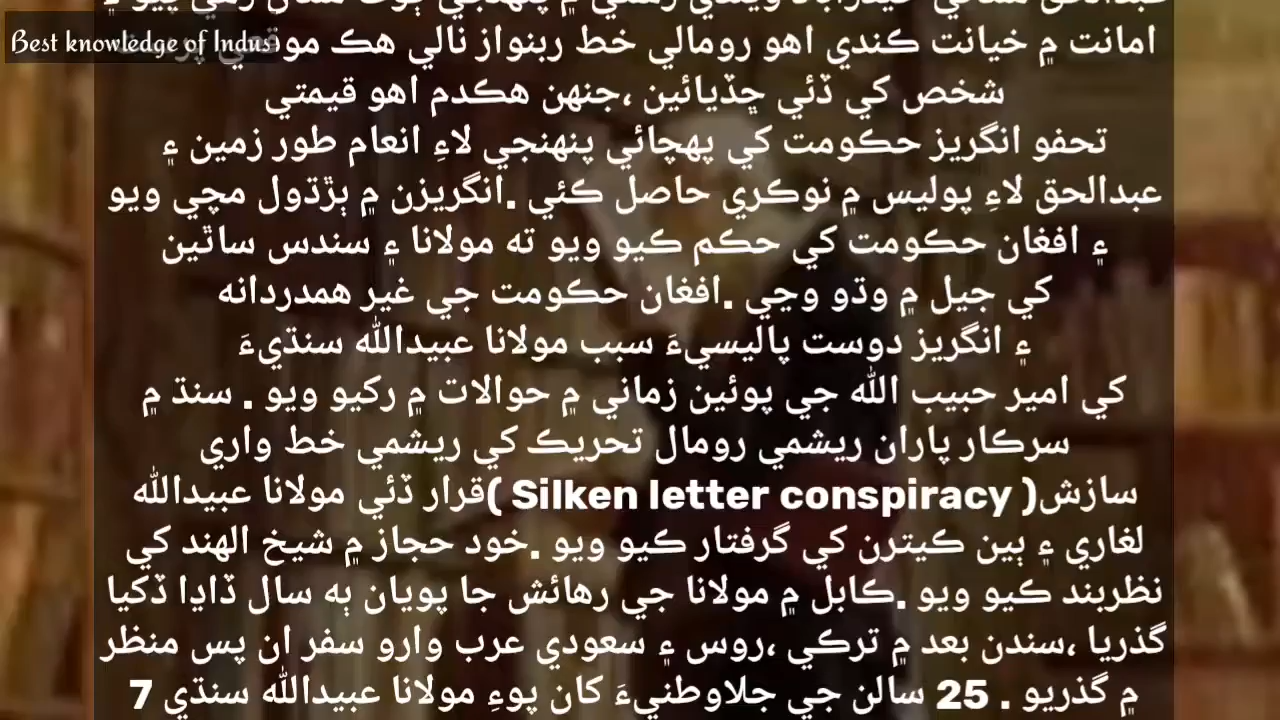 Best knowledge of Indus
امانت ۾ خيانت ڪندي اهو رومالي خط ربنواز نالي هڪ
شخص کي ڏئي ڇڏيائين ،جنهن هڪدم اهو قيمتي
تحفو انگريز حڪومت کي پهچائي پنهنجي لاءِ انعام طور زمين ۽
عبدالحق لاءِ پوليس ۾ نوڪري حاصل ڪئي .انگريزن ۾ ٻڙڌول مچي ويو
۽ افغان حڪومت کي حڪم ڪيو ويو ته مولانا ۽ سندس ساٿين
کي جيل ۾ وڌو وڃي .افغان حڪومت جي غير همدردانه
۽ انگريز دوست پاليسيءَ سبب مولانا عبيدالله سنڌيءَ
کي امير حبيب الله جي پوئين زماني ۾ حوالات ۾ رکيو ويو . سنڌ ۾
سرڪار پاران ريشمي رومال تحريڪ کي ريشمي خط واري
سازش( Silken letter conspiracy )قرار ڏئي مولانا عبيدالله
لغاري ۽ ٻين ڪيترن کي گرفتار ڪيو ويو .خود حجاز ۾ شيخ الهند کي
نظربند ڪيو ويو .ڪابل ۾ مولانا جي رهائش جا پويان ٻه سال ڏاڍا ڏکيا
گذريا ،سندن بعد ۾ ترڪي ،روس ۽ سعودي عرب وارو سفر ان پس منظر
۾ گذريو . 25 سالن جي جلاوطنيءَ کان پوءِ مولانا عبيدالله سنڌي 7